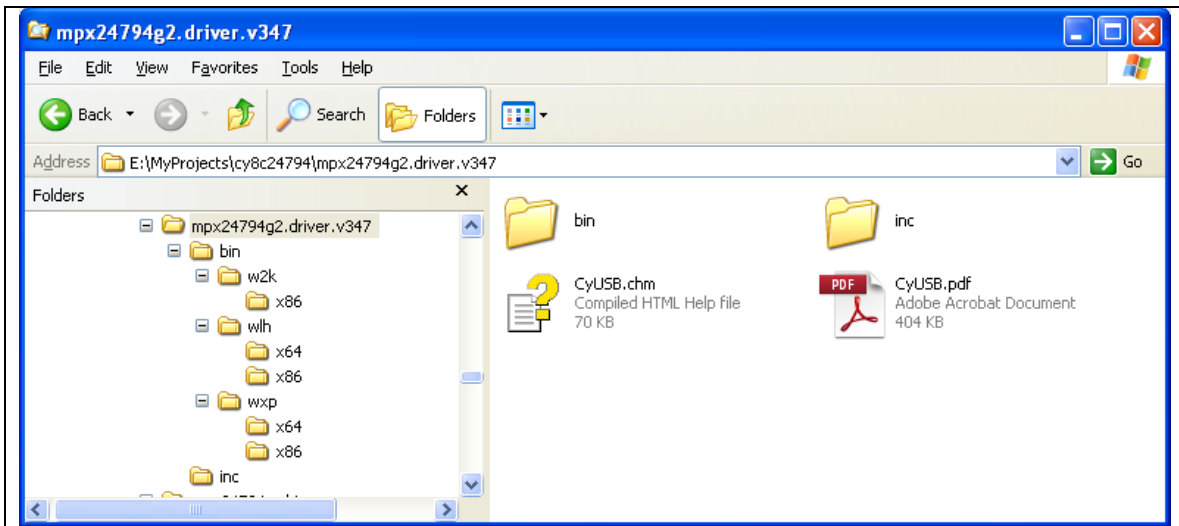 mpx24794g2.driver.v347
File Edit View Favorites Tools Help
Back Search Folders
Address E:\MyProjects\cy8c24794\mpx24794g2.driver.v347 Go
Folders
mpx24794g2.driver.v347
bin
w2k
x86
wlh
x64
x86
wxp
x64
x86
inc
bin
inc
CyUSB.chm
Compiled HTML Help file
70 KB
PDF
CyUSB.pdf
Adobe Acrobat Document
404 KB